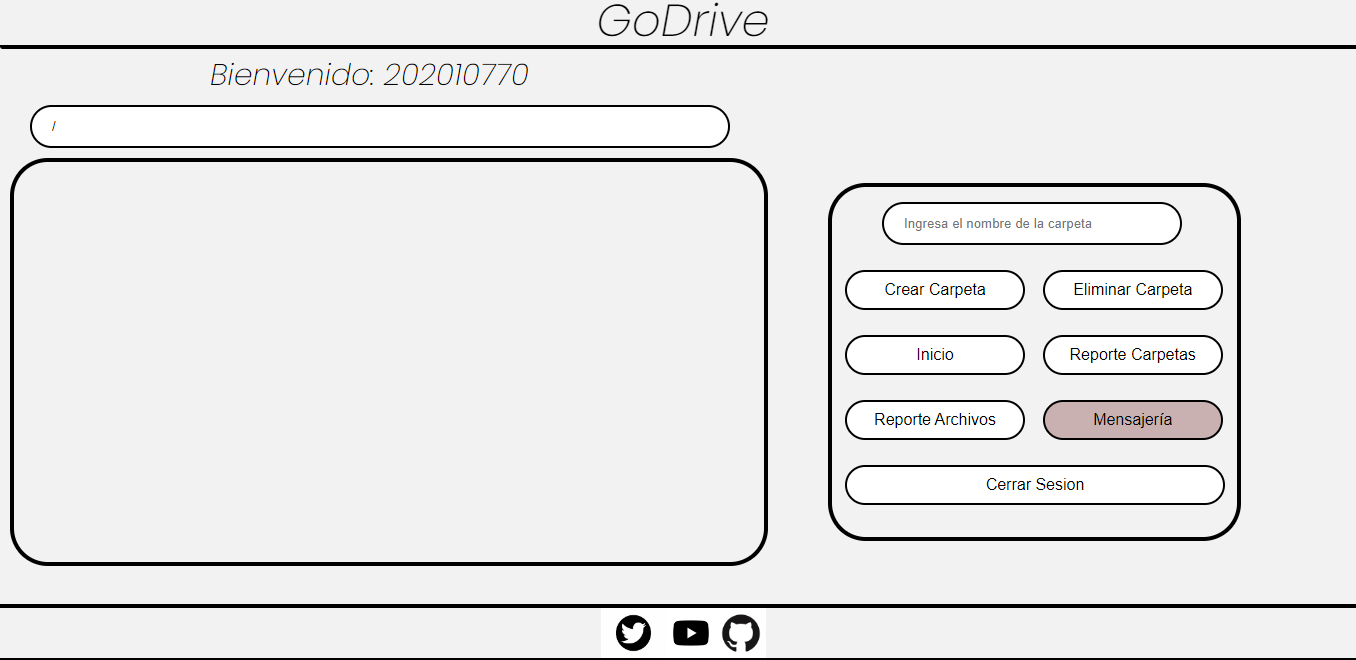 GoDrive
Bienvenido: 202010770
/
Ingresa el nombre de la carpeta
Crear Carpeta
Eliminar Carpeta
Inicio
Reporte Carpetas
Reporte Archivos
Mensajería
Cerrar Sesion